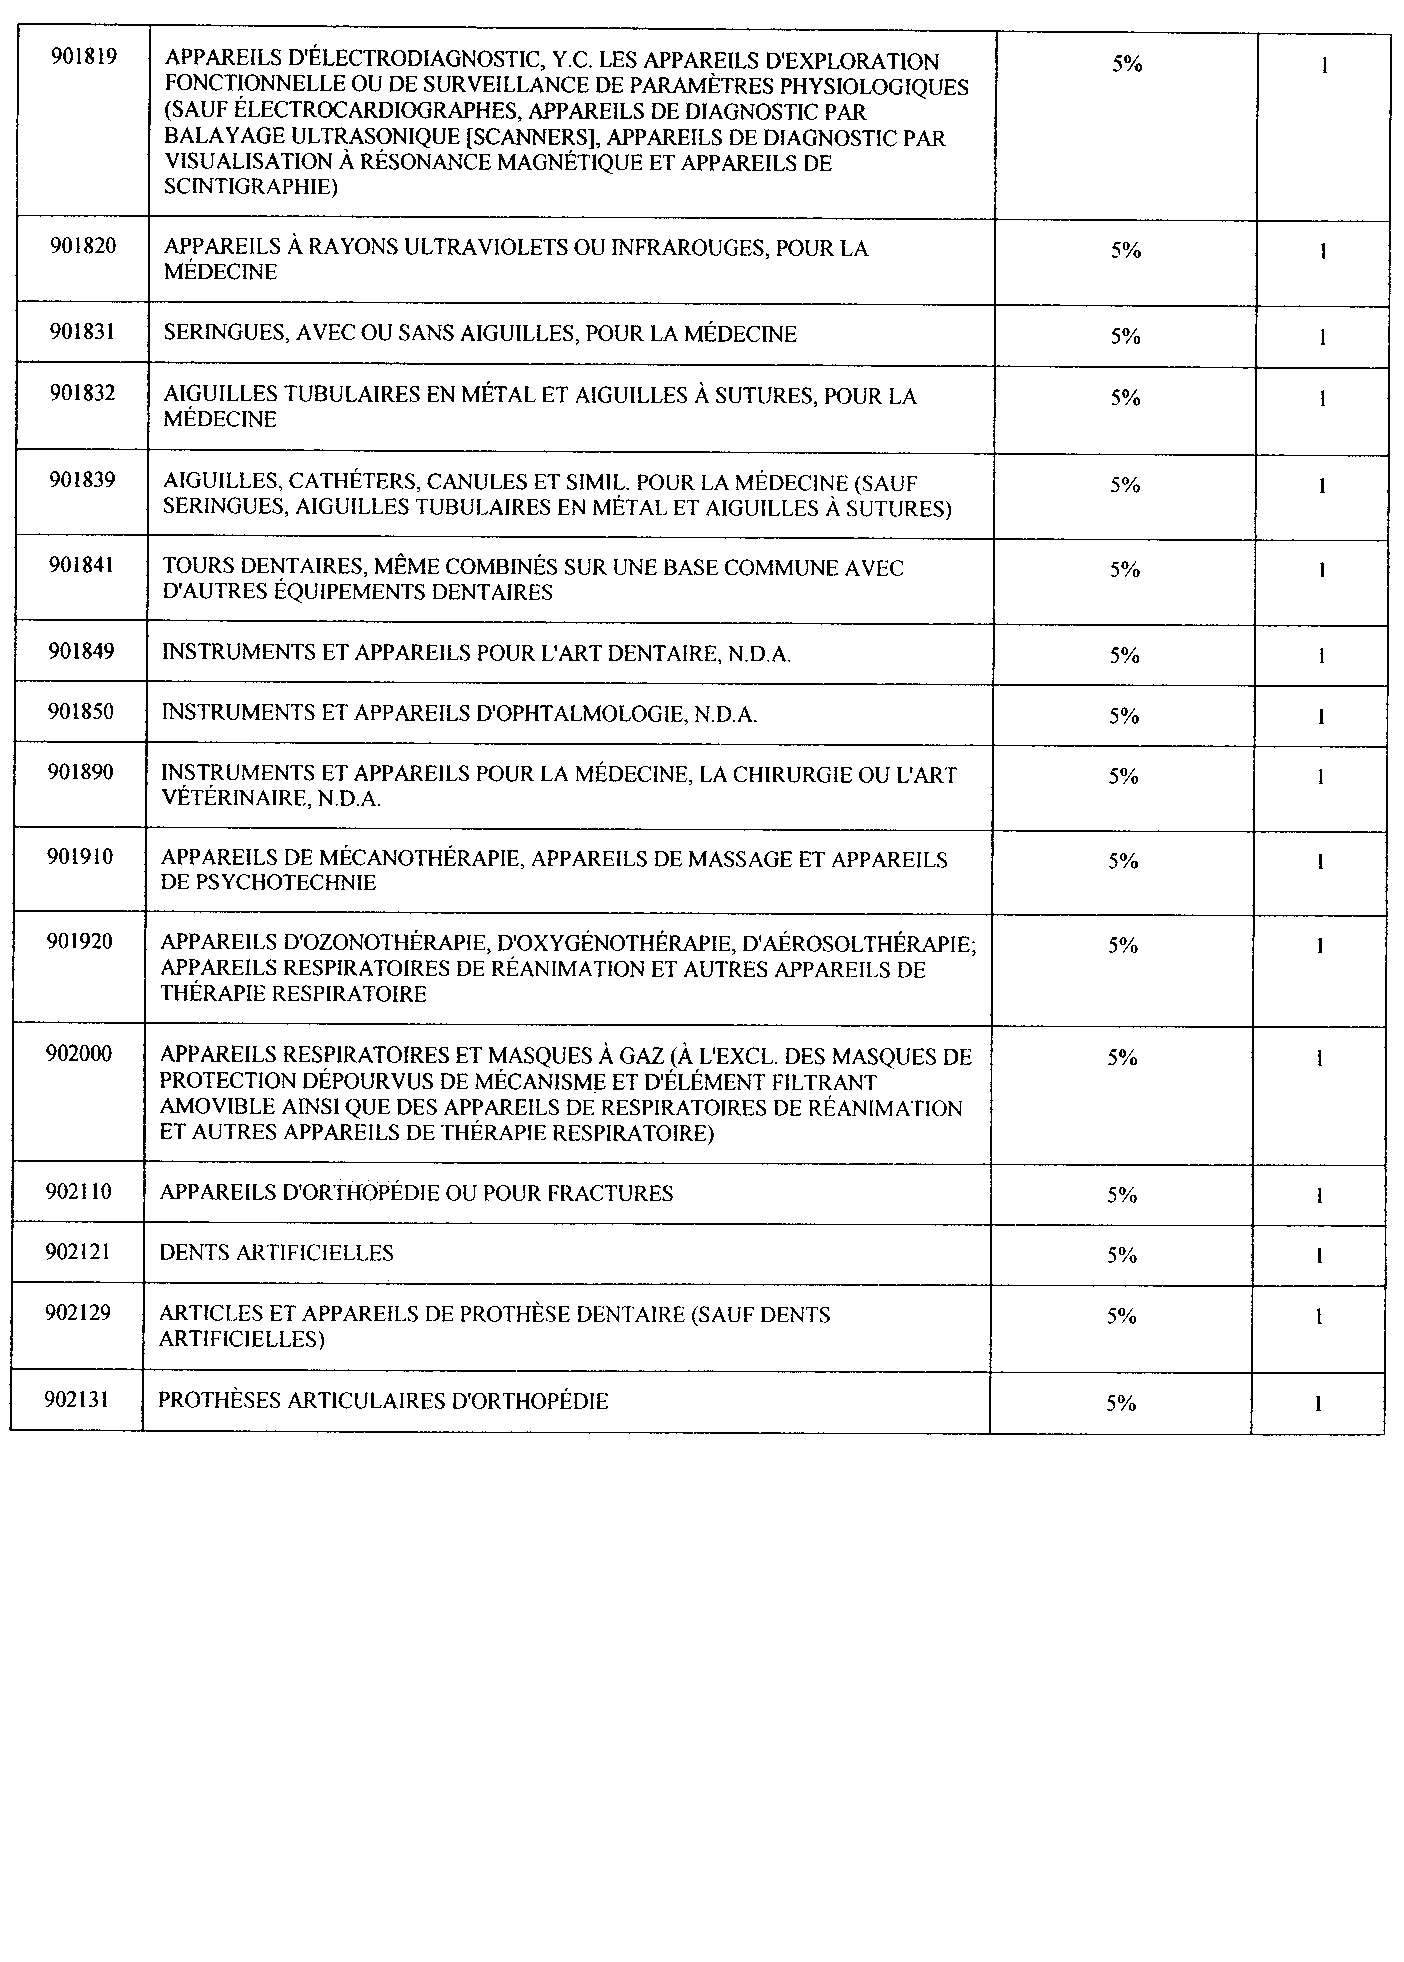 901819 APPAREILS D'ÉLECTRODIAGNOSTIC, Y.C. LES APPAREILS D'EXPLORATION 5% 1
FONCTIONNELLE OU DE SURVEILLANCE DE PARAMÈTRES PHYSIOLOGIQUES
(SAUF ÉLECTROCARDIOGRAPHES, APPAREILS DE DIAGNOSTIC PAR
BALAYAGE ULTRASONIQUE [SCANNERS], APPAREILS DE DIAGNOSTIC PAR
VISUALISATION À RÉSONANCE MAGNÉTIQUE ET APPAREILS DE
SCINTIGRAPHIE)
901820 APPAREILS À RAYONS ULTRAVIOLETS OU INFRAROUGES, POUR LA 5% 1
MÉDECINE
901831 SERINGUES, AVEC OU SANS AIGUILLES, POUR LA MÉDECINE 5% 1
901832 AIGUILLES TUBULAIRES EN MÉTAL ET AIGUILLES À SUTURES, POUR LA 5% 1
MÉDECINE
901839 AIGUILLES, CATHÉTERS, CANULES ET SIMIL. POUR LA MÉDECINE (SAUF 5% 1
SERINGUES, AIGUILLES TUBULAIRES EN MÉTAL ET AIGUILLES À SUTURES)
901841 TOURS DENTAIRES, MÊME COMBINÉS SUR UNE BASE COMMUNE AVEC 5% 1
D'AUTRES ÉQUIPEMENTS DENTAIRES
901849 INSTRUMENTS ET APPAREILS POUR L'ART DENTAIRE, N.D.A. 5% 1
901850 INSTRUMENTS ET APPAREILS D'OPHTALMOLOGIE, N.D.A. 5% 1
901890 INSTRUMENTS ET APPAREILS POUR LA MÉDECINE, LA CHIRURGIE OU L'ART 5% 1
VÉTÉRINAIRE, N.D.A.
901910 APPAREILS DE MÉCANOTHÉRAPIE, APPAREILS DE MASSAGE ET APPAREILS 5% 1
DE PSYCHOTECHNIE
901920 APPAREILS D'OZONOTHÉRAPIE, D'OXYGÉNOTHÉRAPIE, D'AÉROSOLTHÉRAPIE; 5% 1
APPAREILS RESPIRATOIRES DE RÉANIMATION ET AUTRES APPAREILS DE
THÉRAPIE RESPIRATOIRE
902000 APPAREILS RESPIRATOIRES ET MASQUES À GAZ (À L'EXCL. DES MASQUES DE 5% 1
PROTECTION DÉPOURVUS DE MÉCANISME ET D'ÉLÉMENT FILTRANT
AMOVIBLE AINSI QUE DES APPAREILS DE RESPIRATOIRES DE RÉANIMATION
ET AUTRES APPAREILS DE THÉRAPIE RESPIRATOIRE)
902110 APPAREILS D'ORTHOPÉDIE OU POUR FRACTURES 5% 1
902121 DENTS ARTIFICIELLES 5% 1
902129 ARTICLES ET APPAREILS DE PROTHÈSE DENTAIRE (SAUF DENTS 5% 1
ARTIFICIELLES)
902131 PROTHÈSES ARTICULAIRES D'ORTHOPÉDIE 5% 1